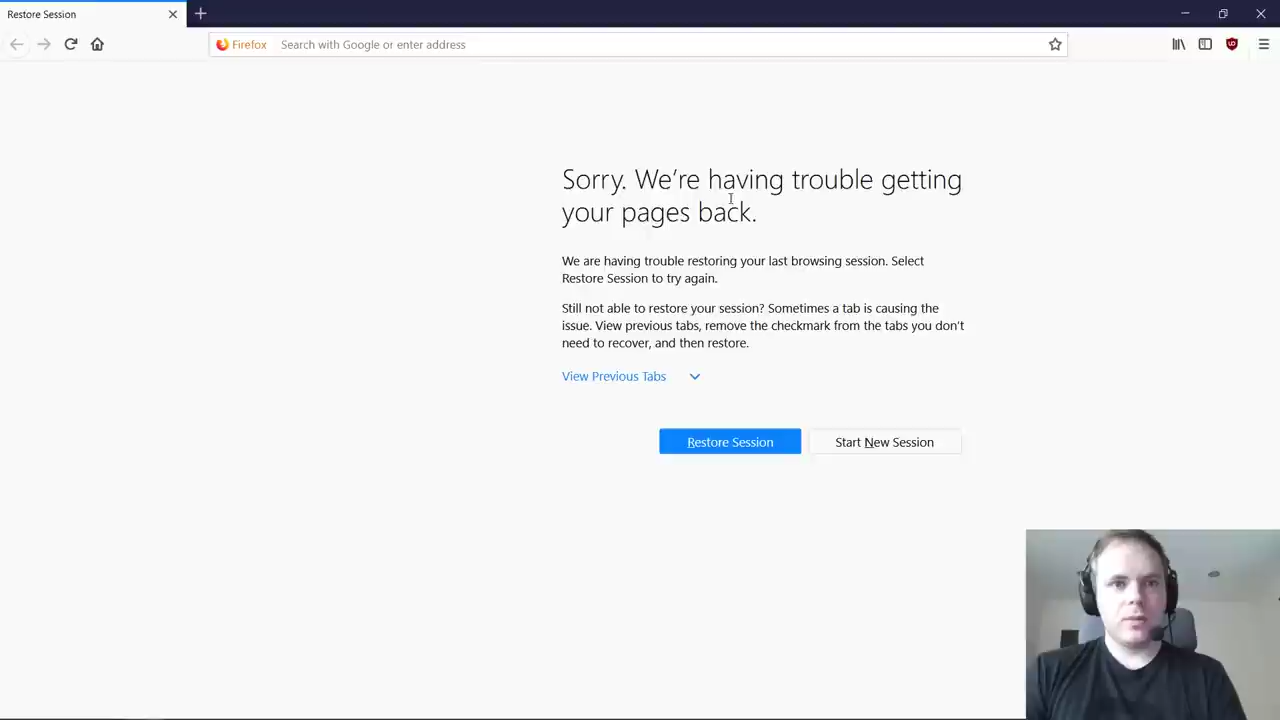 Restore Session
Firefox Search with Google or enter address
Sorry. We're having trouble getting
your pages back.
We are having trouble restoring your last browsing session. Select
Restore Session to try again.
Still not able to restore your session? Sometimes a tab is causing the
issue. View previous tabs, remove the checkmark from the tabs you don't
need to recover, and then restore.
View Previous Tabs
Restore Session
Start New Session